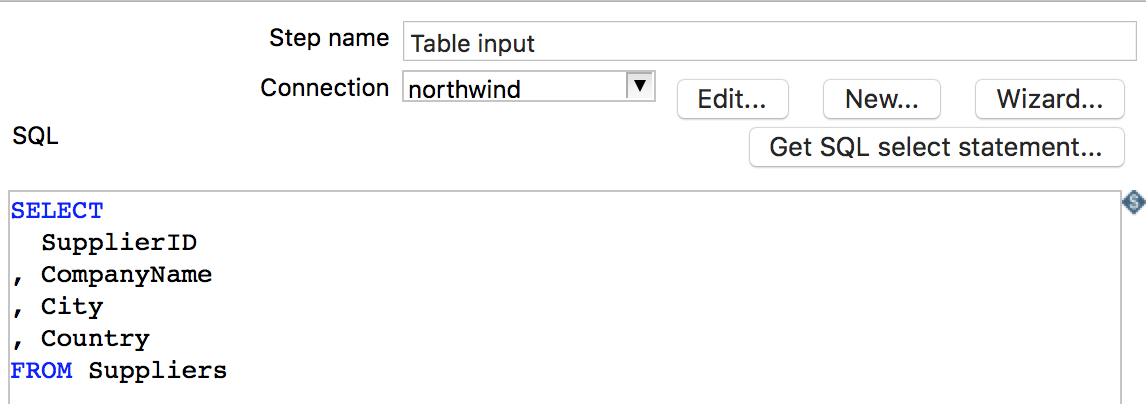 Step name Table input
Connection northwind Edit... New... Wizard...
SQL Get SQL select statement...
SELECT
  SupplierID
, CompanyName
, City
, Country
FROM Suppliers